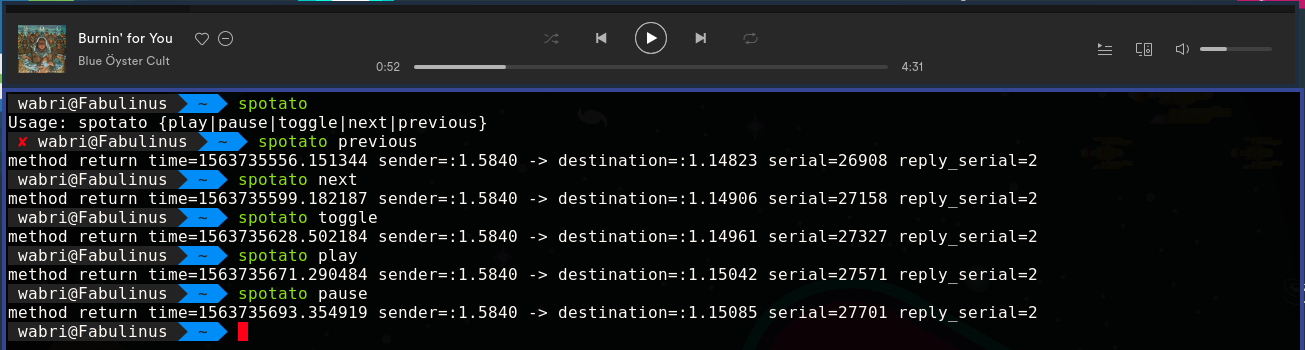 Burnin' for You
Blue Öyster Cult
0:52
4:31
wabri@Fabulinus ~ spotato
Usage: spotato {play|pause|toggle|next|previous}
✘ wabri@Fabulinus ~ spotato previous
method return time=1563735556.151344 sender=:1.5840 -> destination=:1.14823 serial=26908 reply_serial=2
wabri@Fabulinus ~ spotato next
method return time=1563735599.182187 sender=:1.5840 -> destination=:1.14906 serial=27158 reply_serial=2
wabri@Fabulinus ~ spotato toggle
method return time=1563735628.502184 sender=:1.5840 -> destination=:1.14961 serial=27327 reply_serial=2
wabri@Fabulinus ~ spotato play
method return time=1563735671.290484 sender=:1.5840 -> destination=:1.15042 serial=27571 reply_serial=2
wabri@Fabulinus ~ spotato pause
method return time=1563735693.354919 sender=:1.5840 -> destination=:1.15085 serial=27701 reply_serial=2
wabri@Fabulinus ~